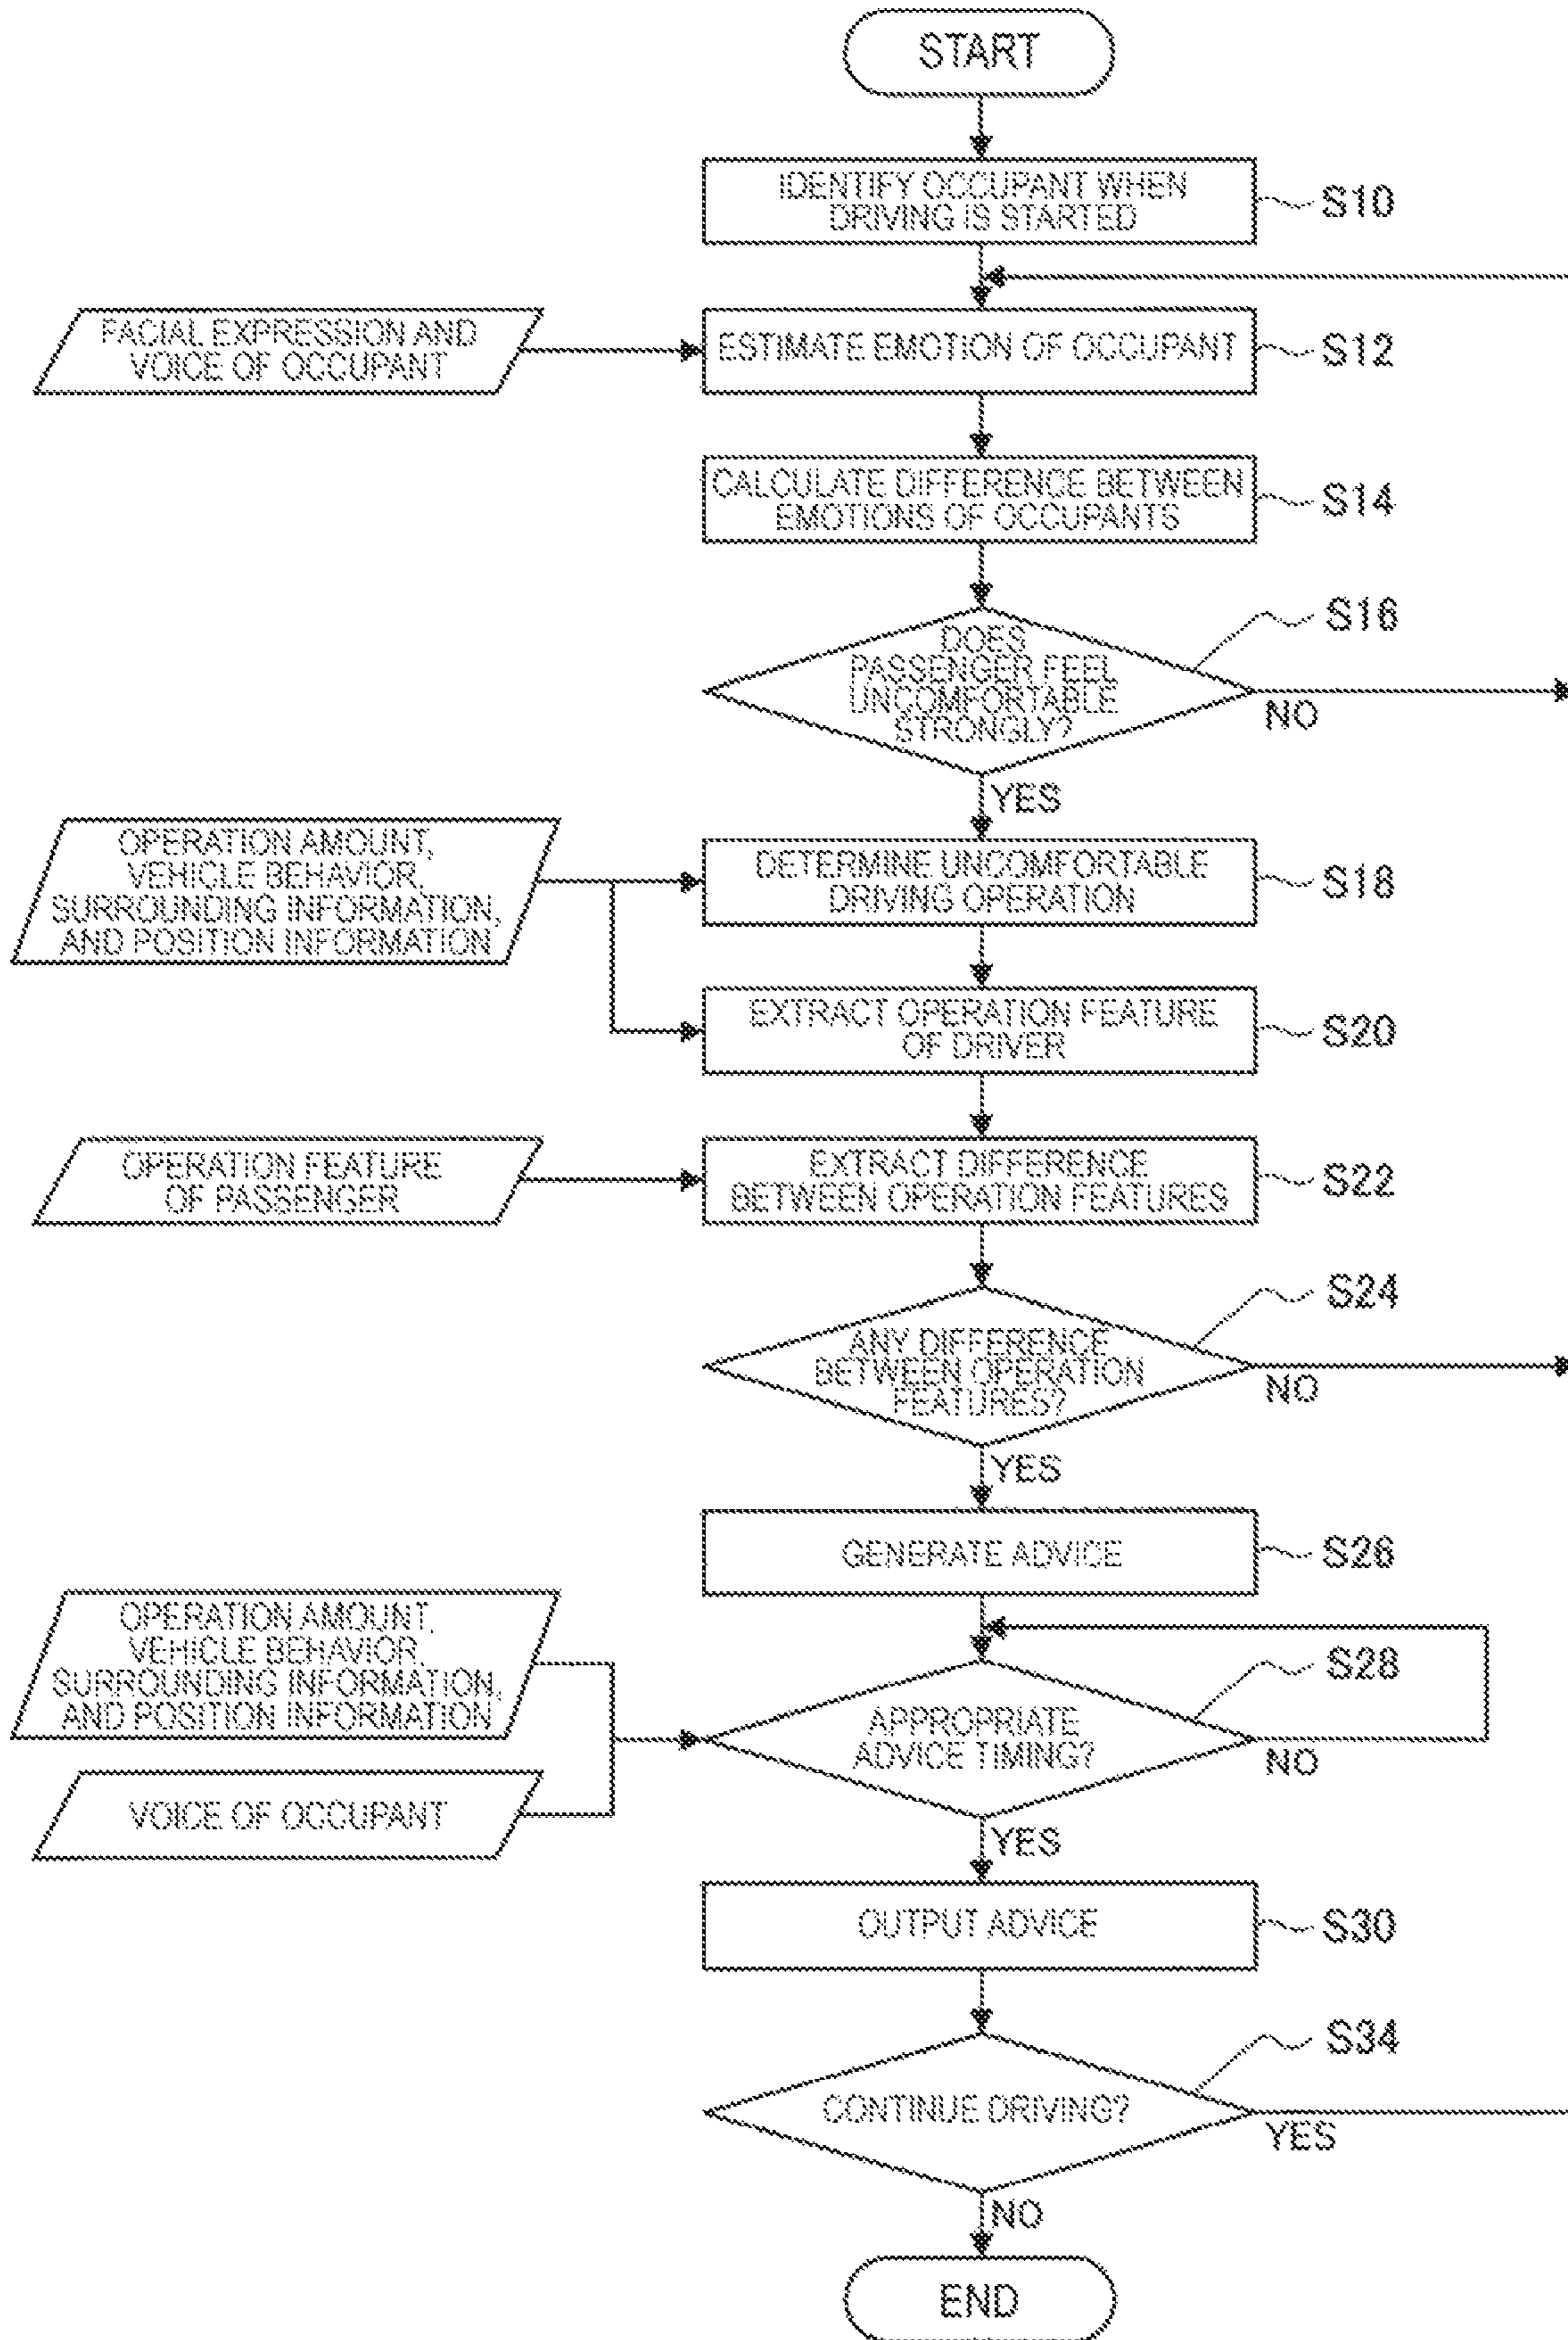 START
IDENTIFY OCCUPANT WHEN
DRIVING IS STARTED
S10
FACIAL EXPRESSION AND
VOICE OF OCCUPANT
ESTIMATE EMOTION OF OCCUPANT
S12
CALCULATE DIFFERENCE BETWEEN
EMOTIONS OF OCCUPANTS
S14
S16
DOES
PASSENGER FEEL
UNCOMFORTABLE
STRONGLY?
NO
YES
OPERATION AMOUNT,
VEHICLE BEHAVIOR,
SURROUNDING INFORMATION,
AND POSITION INFORMATION
DETERMINE UNCOMFORTABLE
DRIVING OPERATION
S18
EXTRACT OPERATION FEATURE
OF DRIVER
S20
OPERATION FEATURE
OF PASSENGER
EXTRACT DIFFERENCE
BETWEEN OPERATION FEATURES
S22
S24
ANY DIFFERENCE
BETWEEN OPERATION
FEATURES?
NO
YES
GENERATE ADVICE
S26
OPERATION AMOUNT,
VEHICLE BEHAVIOR,
SURROUNDING INFORMATION,
AND POSITION INFORMATION
S28
APPROPRIATE
ADVICE TIMING?
NO
VOICE OF OCCUPANT
YES
OUTPUT ADVICE
S30
S34
CONTINUE DRIVING?
YES
NO
END